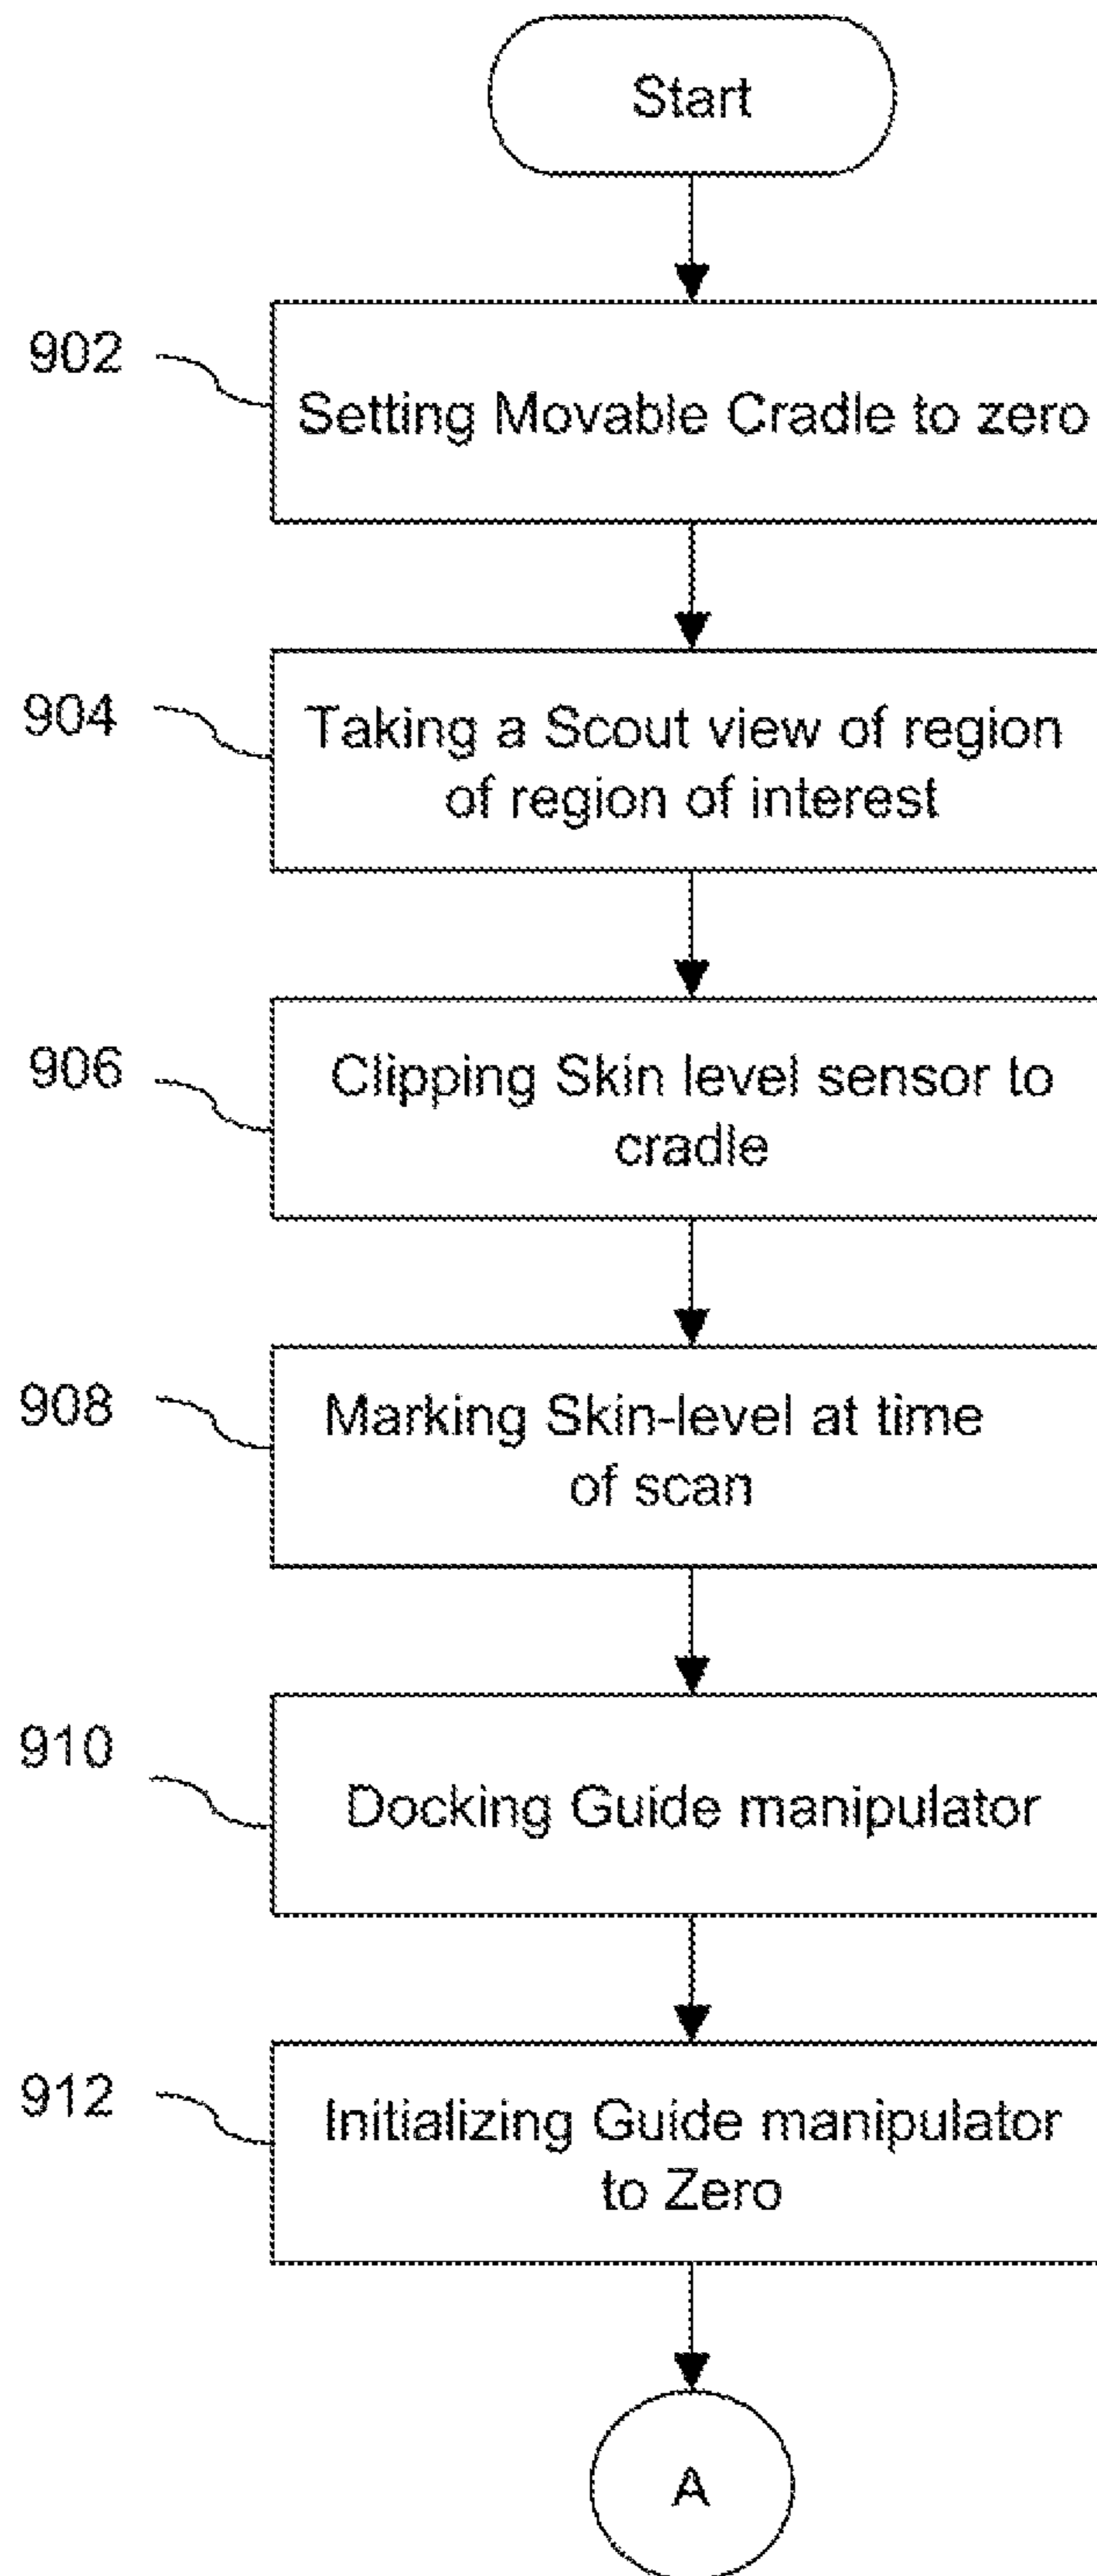 Start
902
Setting Movable Cradle to zero
904
Taking a Scout view of region
of region of interest
906
Clipping Skin level sensor to
cradle
908
Marking Skin-level at time
of scan
910
Docking Guide manipulator
912
Initializing Guide manipulator
to Zero
A